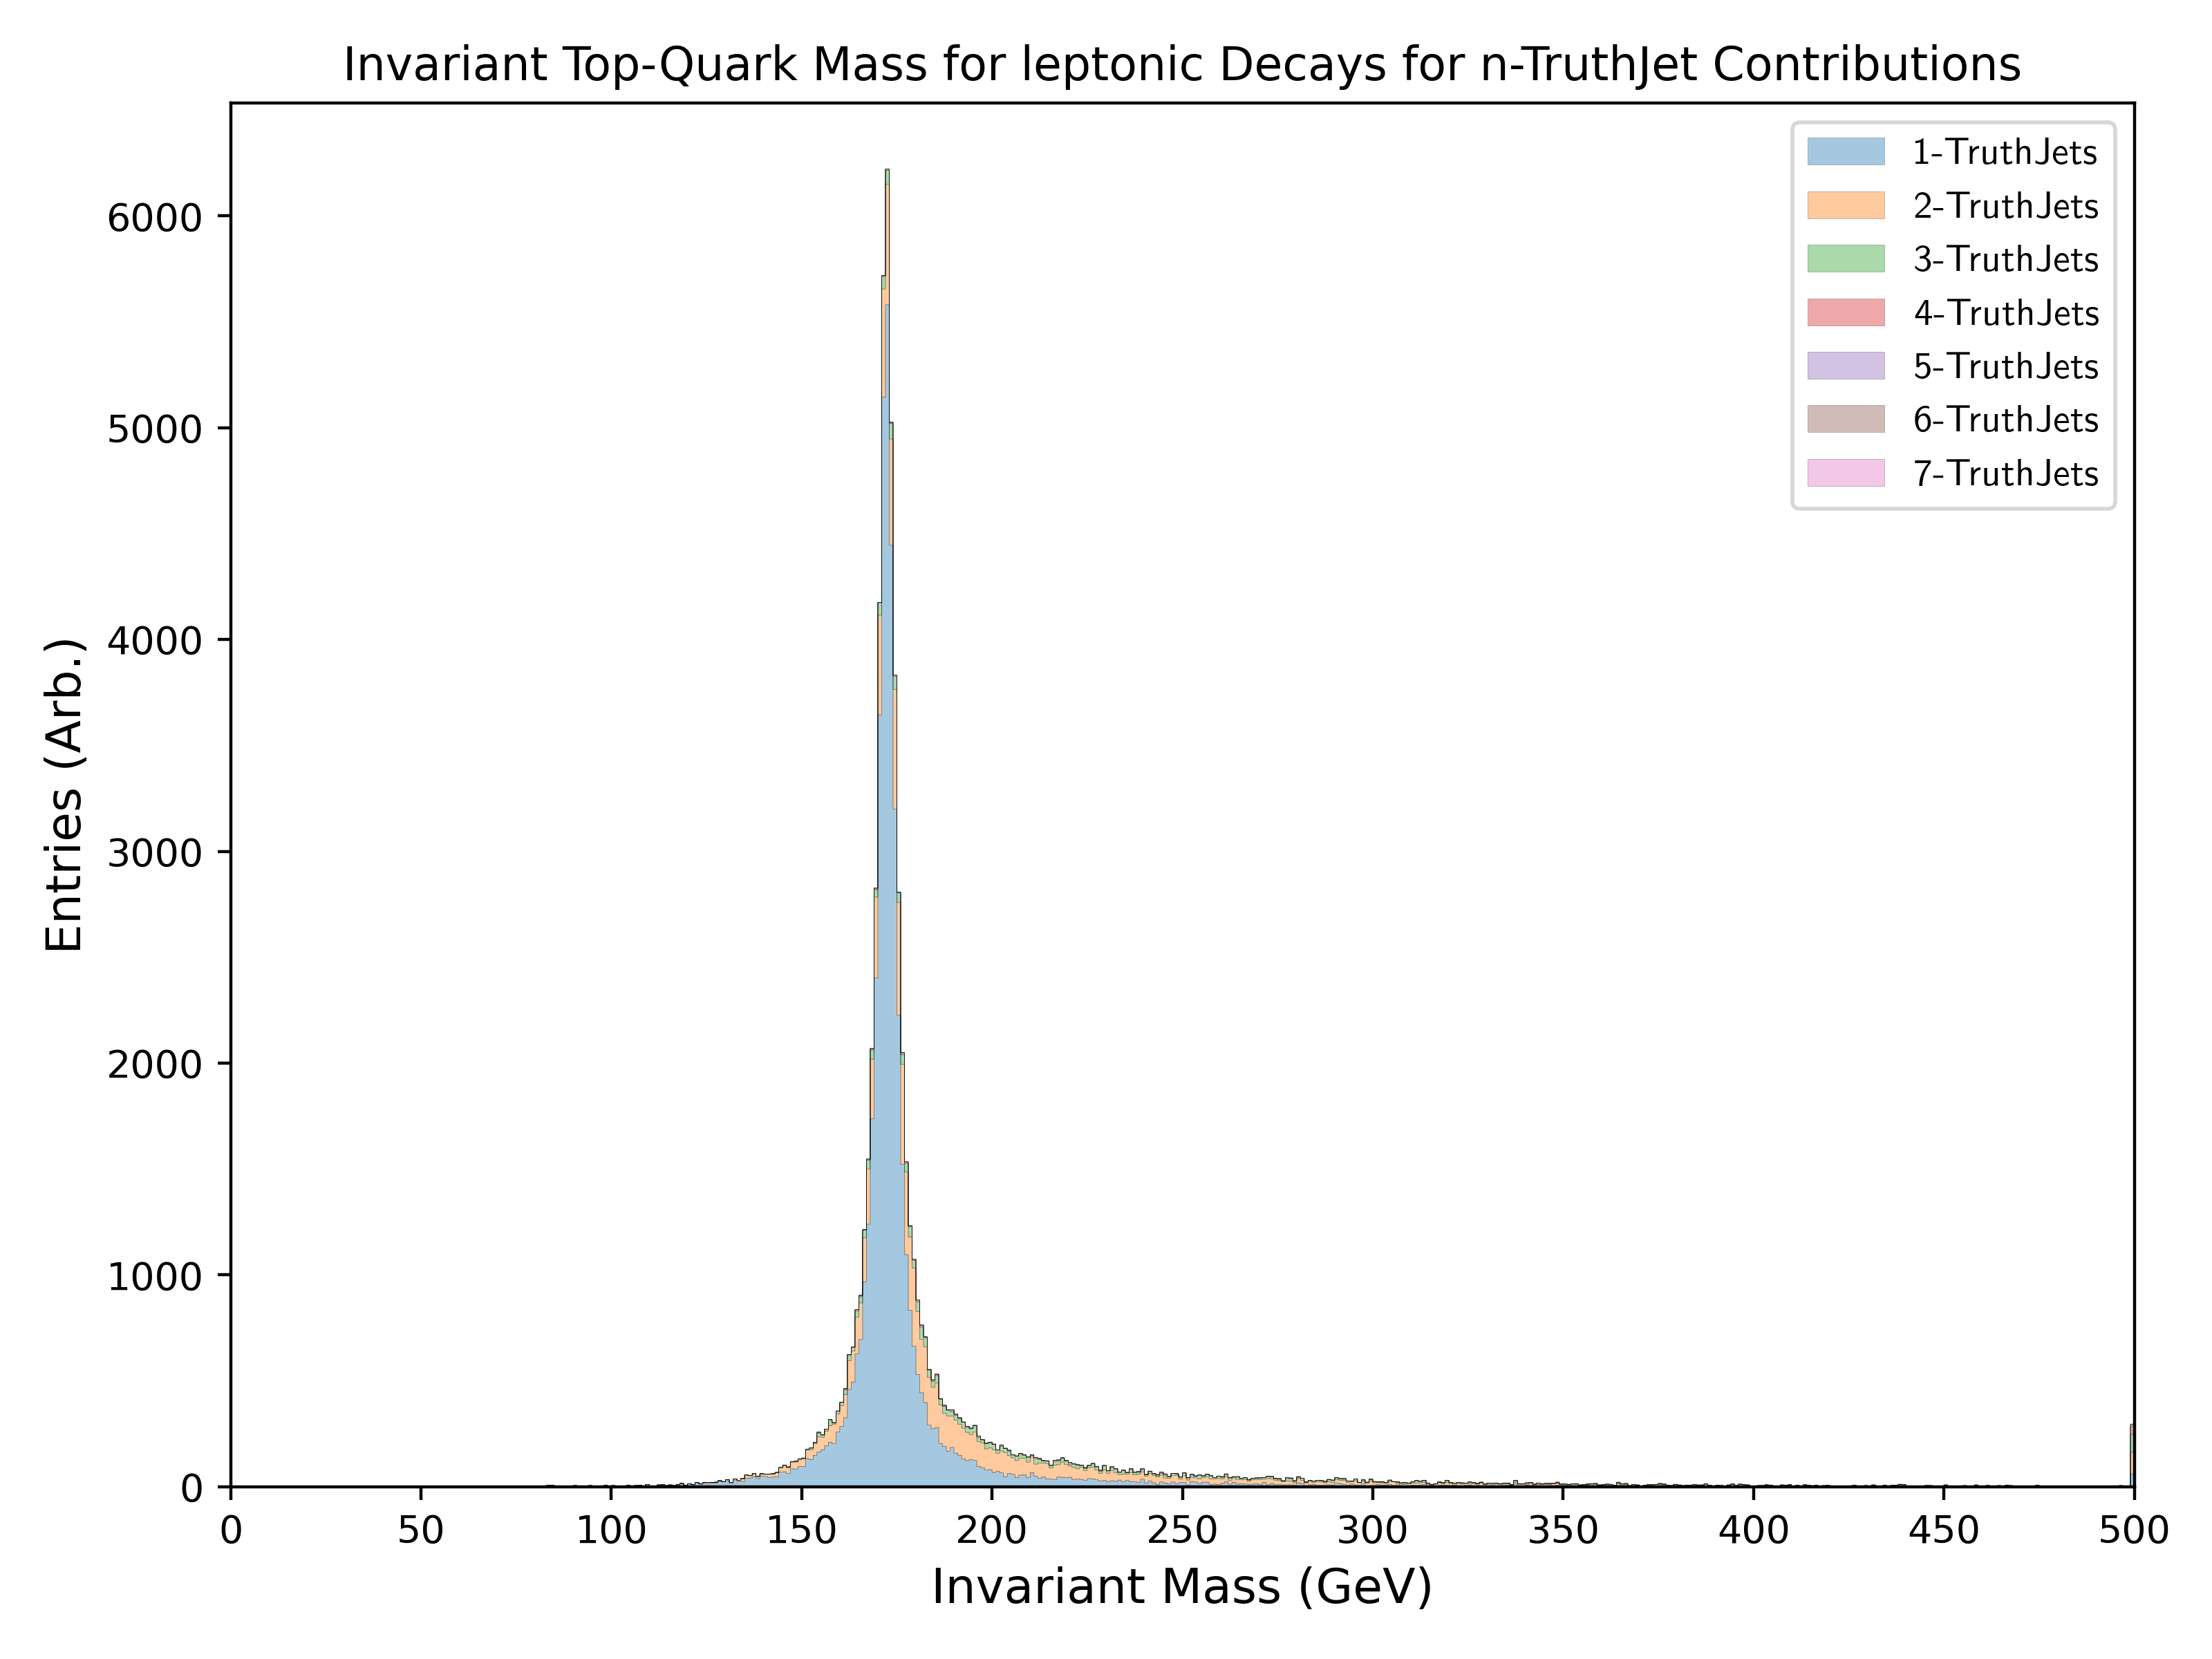 Invariant Top-Quark Mass for leptonic Decays for n-TruthJet Contributions
1-TruthJets
2-TruthJets
3-TruthJets
4-TruthJets
5-TruthJets
6-TruthJets
7-TruthJets
Entries (Arb.)
6000
5000
4000
3000
2000
1000
0
0 50 100 150 200 250 300 350 400 450 500
Invariant Mass (GeV)